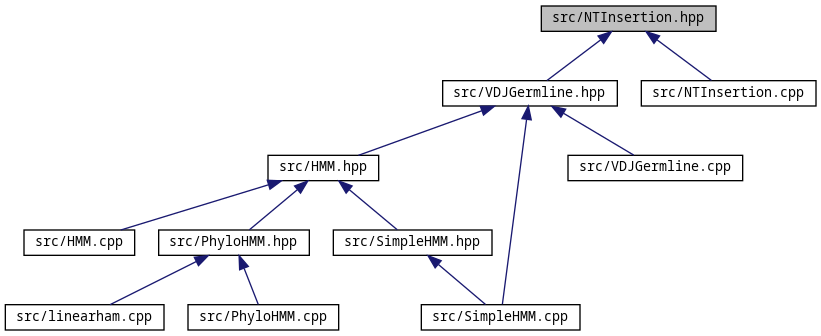 src/NTInsertion.hpp
src/VDJGermline.hpp
src/NTInsertion.cpp
src/HMM.hpp
src/VDJGermline.cpp
src/HMM.cpp
src/PhyloHMM.hpp
src/SimpleHMM.hpp
src/linearham.cpp
src/PhyloHMM.cpp
src/SimpleHMM.cpp